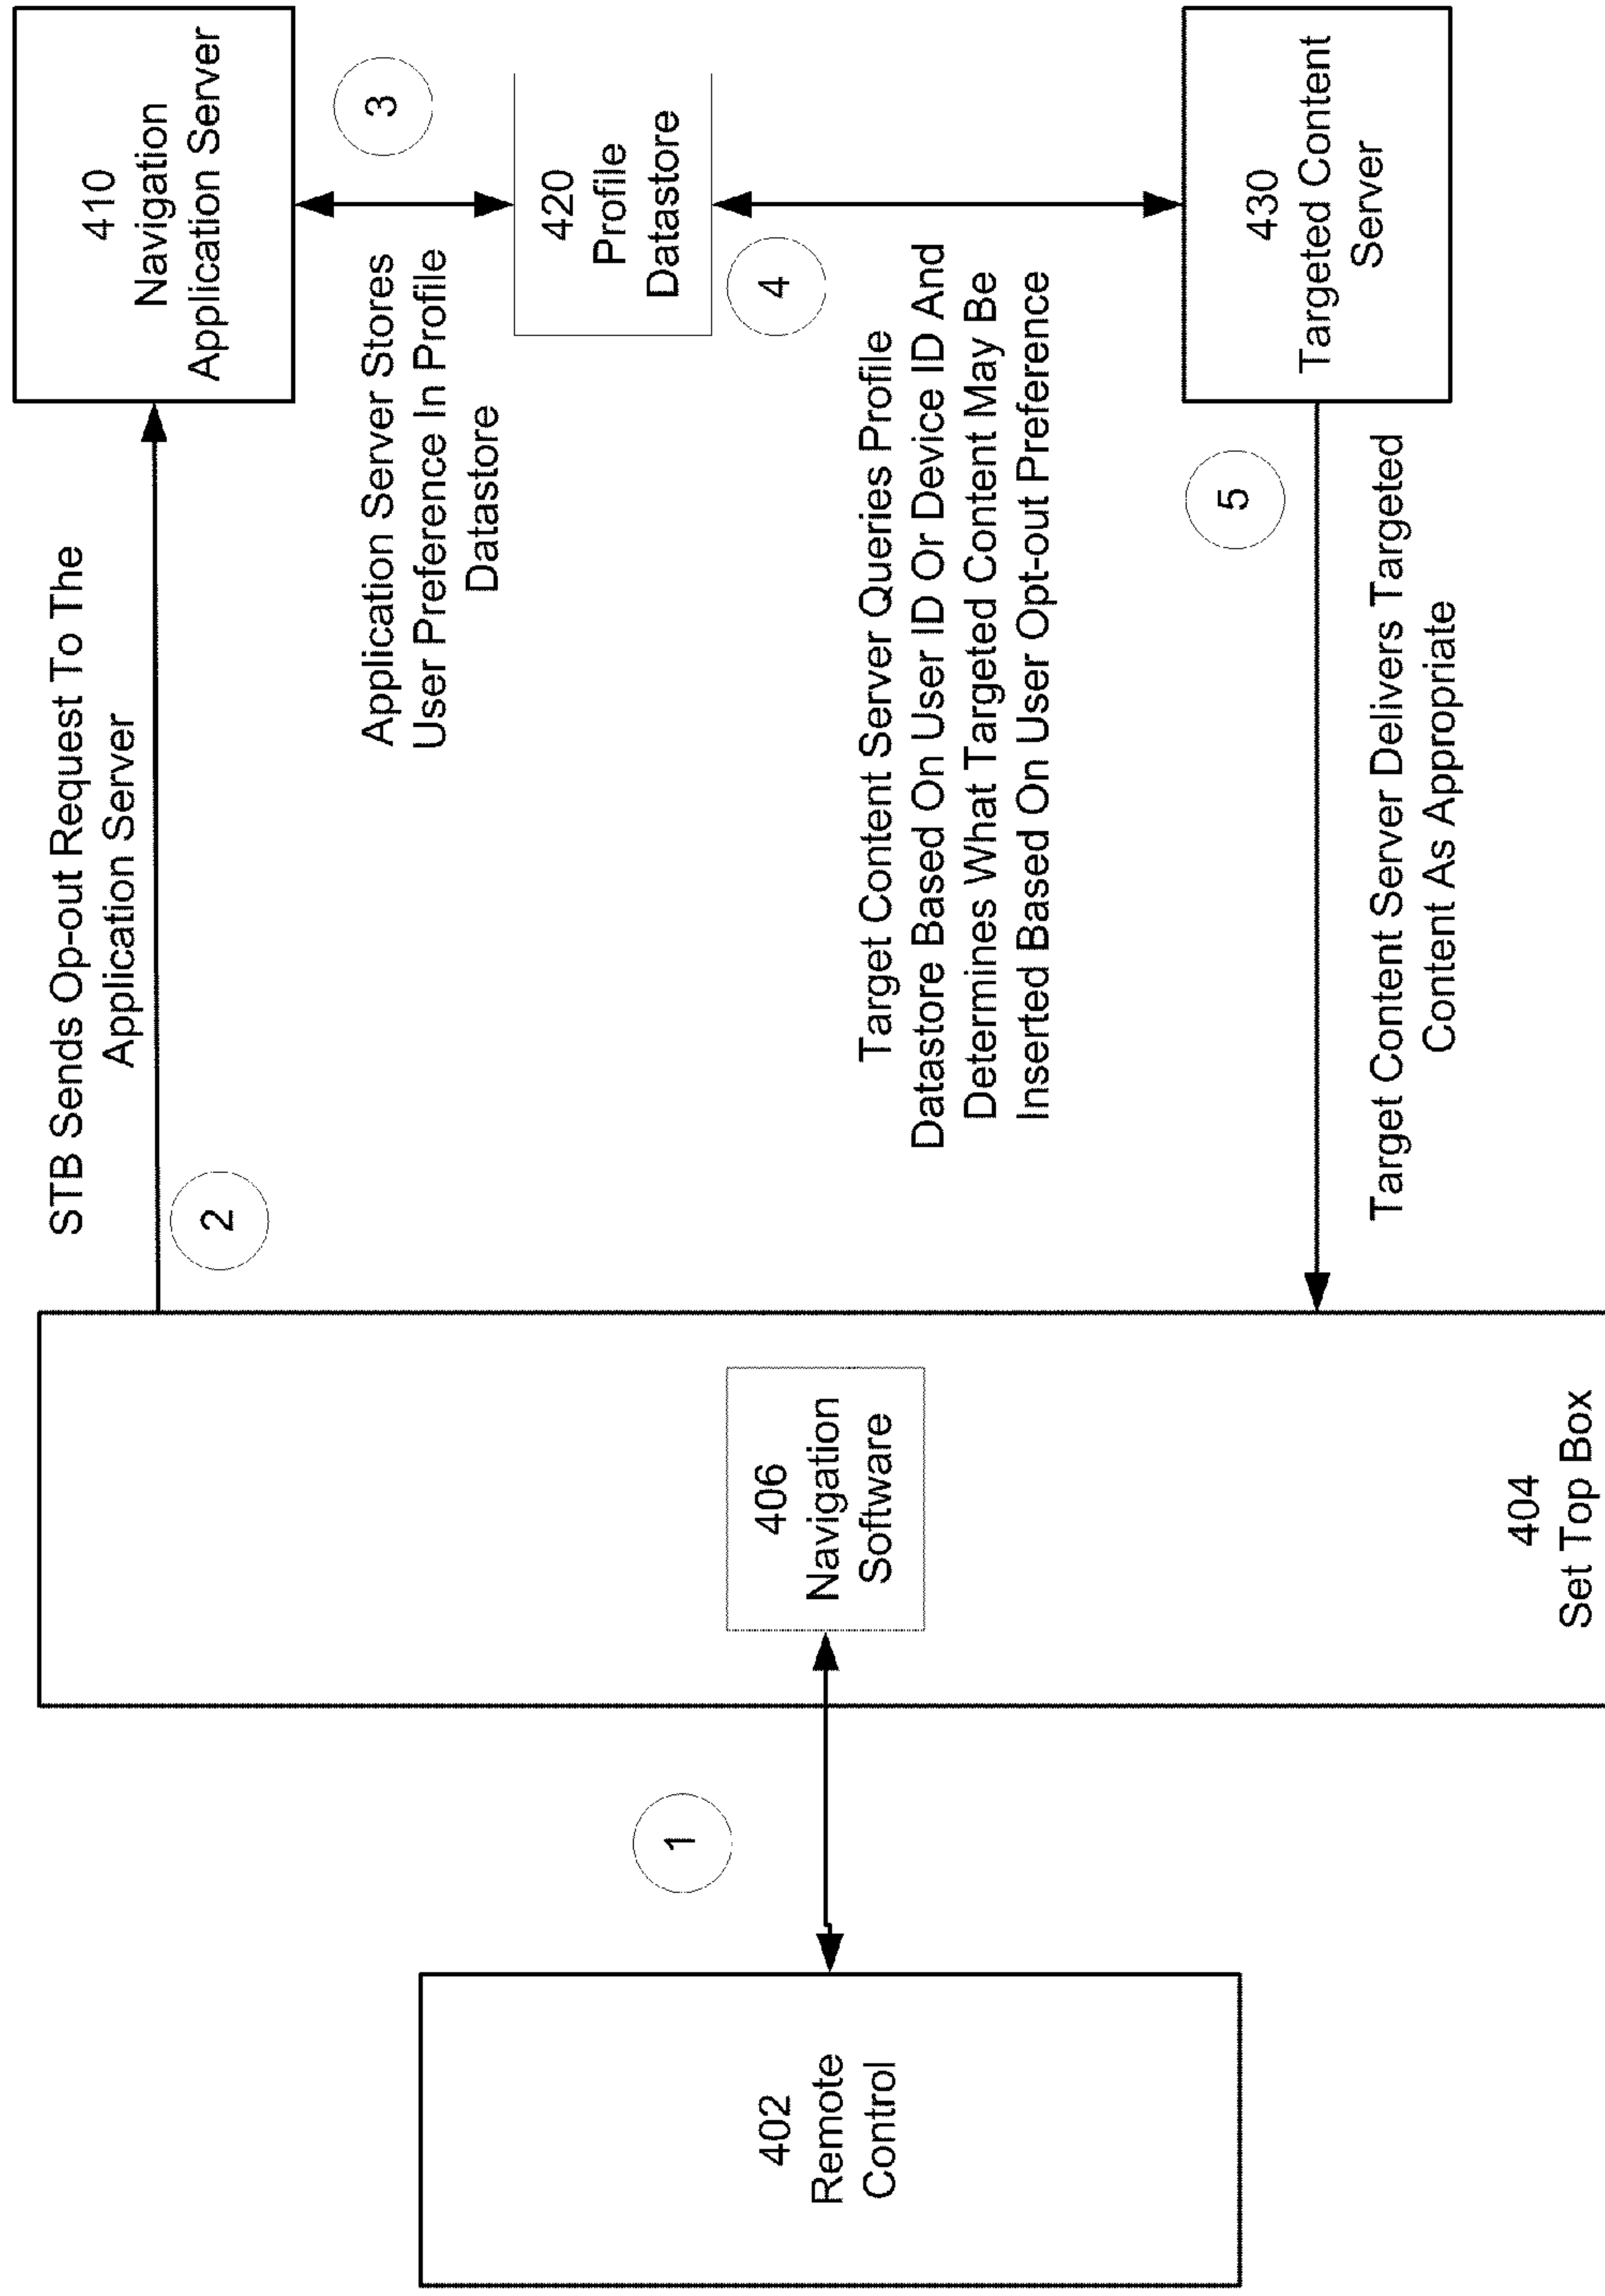 402
Remote
Control
1
406
Navigation
Software
404
Set Top Box
STB Sends Op-out Request To The
Application Server
2
410
Navigation
Application Server
3
Application Server Stores
User Preference In Profile
Datastore
420
Profile
Datastore
4
Target Content Server Queries Profile
Datastore Based On User ID Or Device ID And
Determines What Targeted Content May Be
Inserted Based On User Opt-out Preference
430
Targeted Content
Server
5
Target Content Server Delivers Targeted
Content As Appropriate